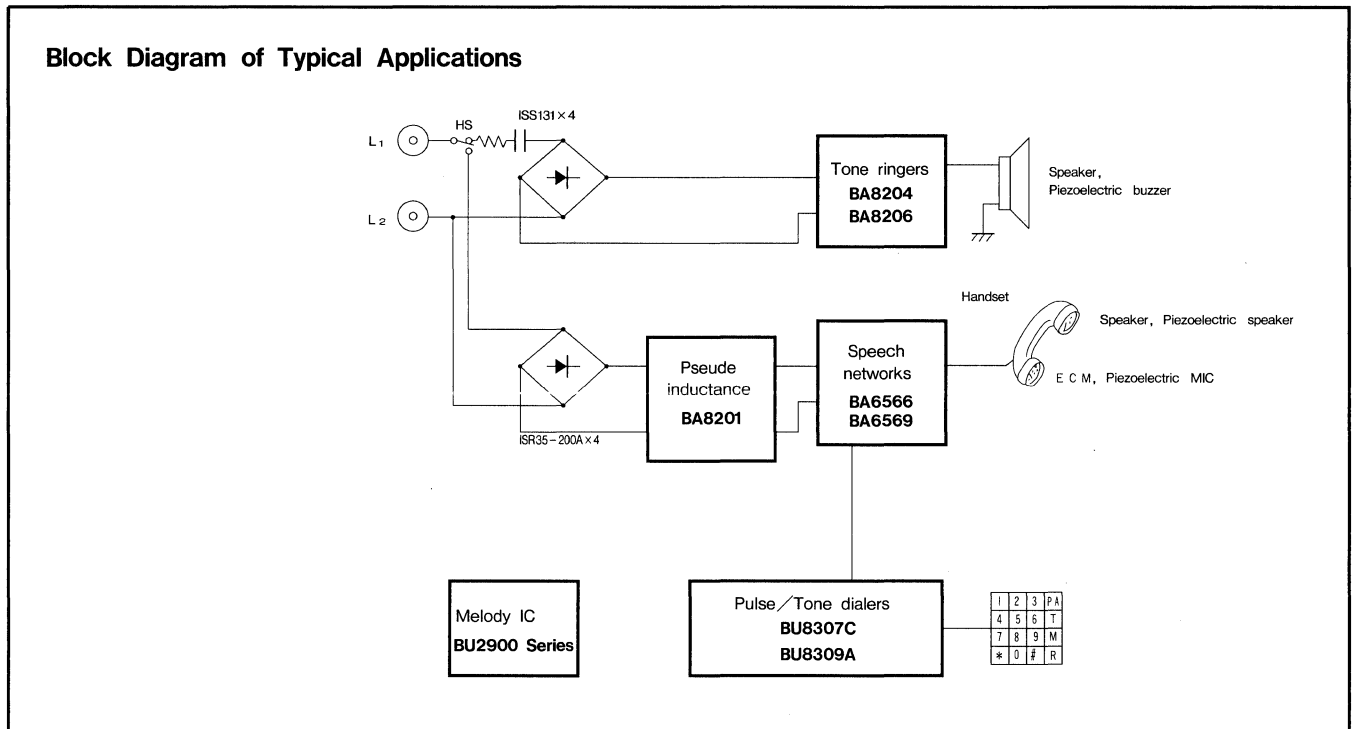 Block Diagram of Typical Applications
ISS131×4
HS
L1
L2
Tone ringers
BA8204
BA8206
Speaker,
Piezoelectric buzzer
Handset
Speaker, Piezoelectric speaker
E C M, Piezoelectric MIC
Pseude
inductance
BA8201
Speech
networks
BA6566
BA6569
ISR35-200A×4
Melody IC
BU2900 Series
Pulse/Tone dialers
BU8307C
BU8309A
1 2 3 PA
4 5 6 T
7 8 9 M
* 0 # R